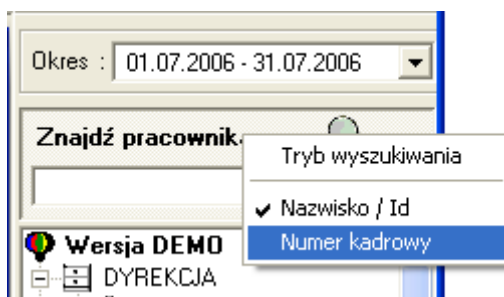 Okres : 01.07.2006 - 31.07.2006
Znajdź pracownik
Tryb wyszukiwania
Nazwisko / Id
Numer kadrowy
Wersja DEMO
DYREKCJA